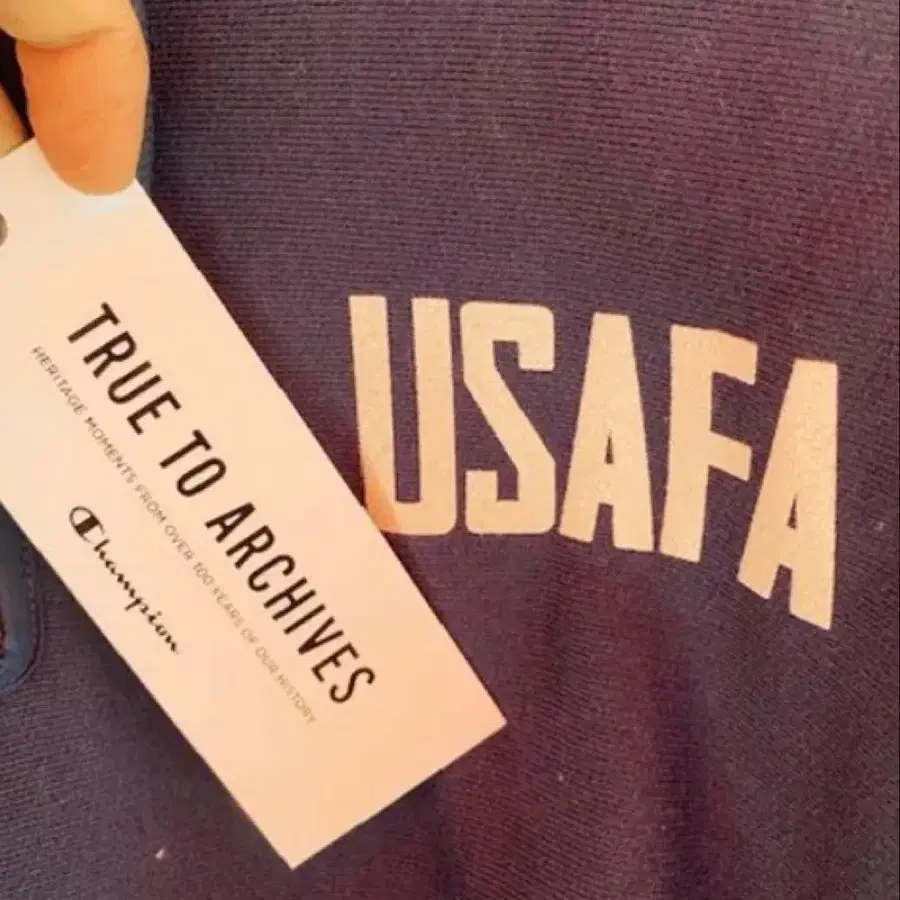 TRUE TO ARCHIVES
HERITAGE MOMENTS FROM OVER 100 YEARS OF OUR HISTORY
Champion
USAFA